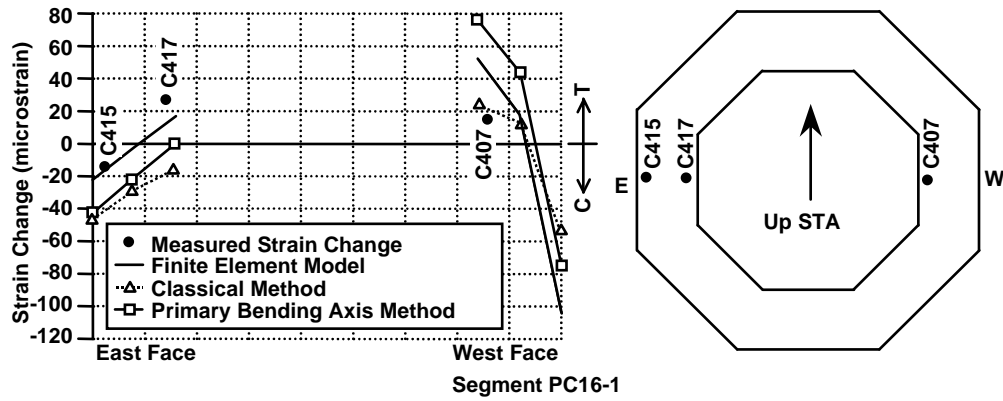 Strain Change (microstrain)
80
60
40
20
0
-20
-40
-60
-80
-100
-120
C415
C417
C407
T
C
Measured Strain Change
Finite Element Model
Classical Method
Primary Bending Axis Method
East Face
West Face
Segment PC16-1
E
C415
C417
C407
W
Up STA